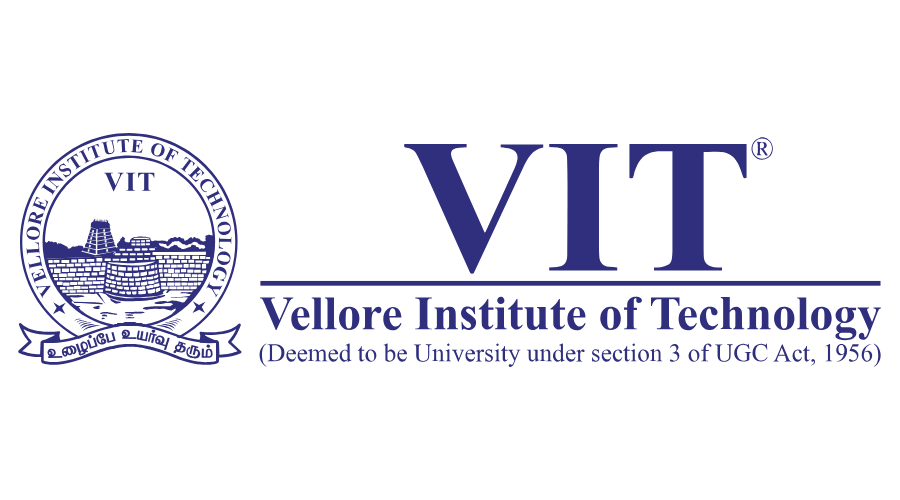 VELLORE INSTITUTE OF TECHNOLOGY
VIT
உழைப்பே உயர்வு தரும்
VIT®
Vellore Institute of Technology
(Deemed to be University under section 3 of UGC Act, 1956)